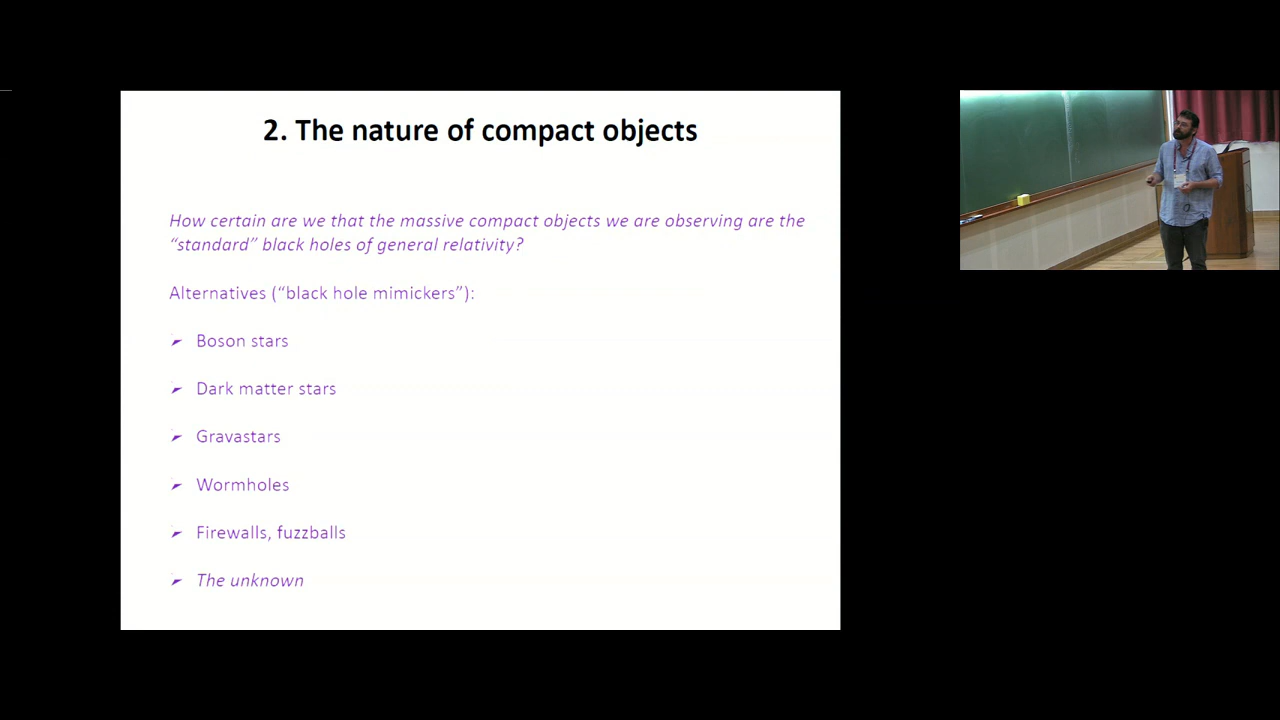 2. The nature of compact objects
How certain are we that the massive compact objects we are observing are the
“standard” black holes of general relativity?
Alternatives (“black hole mimickers”):
➢ Boson stars
➢ Dark matter stars
➢ Gravastars
➢ Wormholes
➢ Firewalls, fuzzballs
➢ The unknown